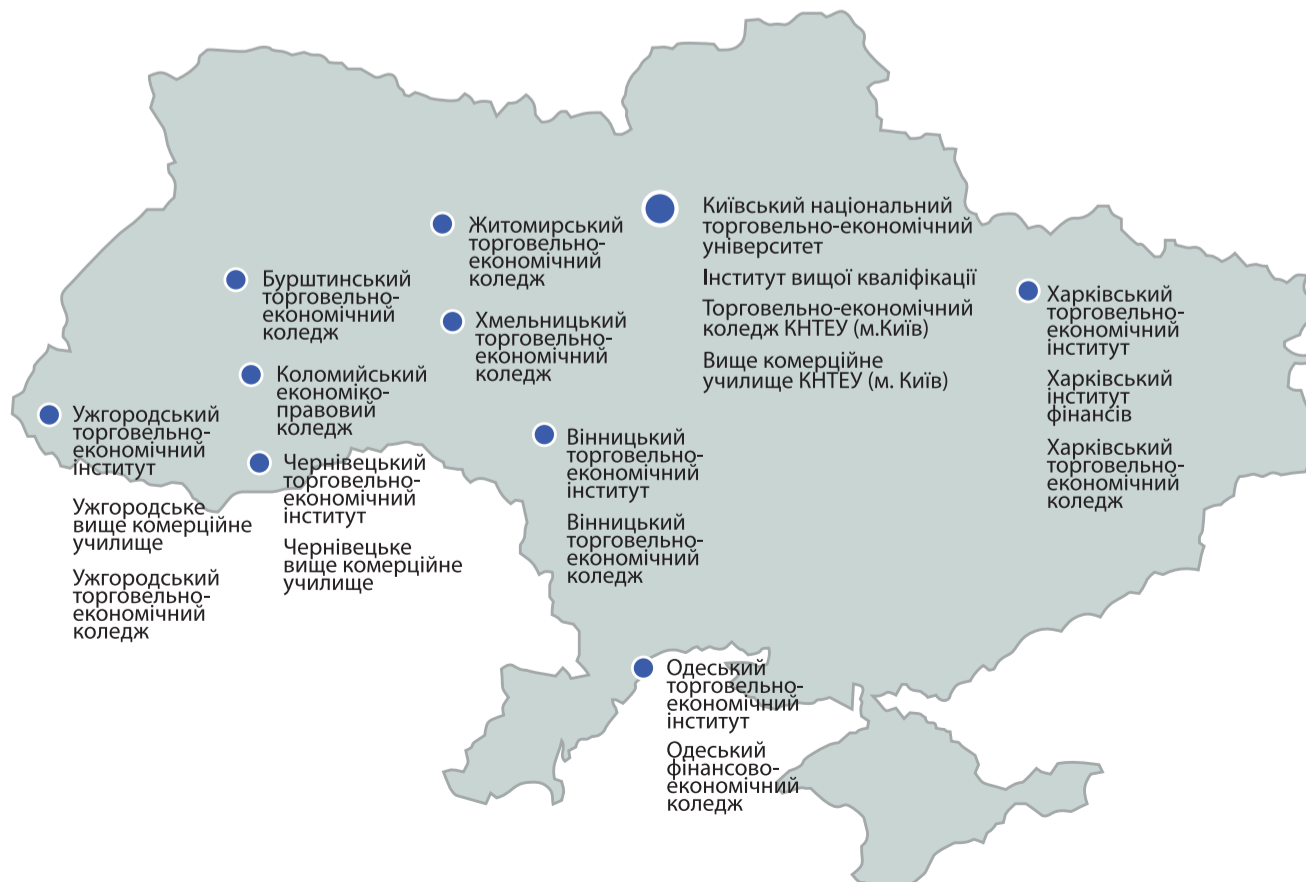 Київський національний
торговельно-економічний
університет
Інститут вищої кваліфікації
Торговельно-економічний
коледж КНТЕУ (м.Київ)
Вище комерційне
училище КНТЕУ (м. Київ)
Житомирський
торговельно-
економічний
коледж
Бурштинський
торговельно-
економічний
коледж
Хмельницький
торговельно-
економічний
коледж
Харківський
торговельно-
економічний
інститут
Харківський
інститут
фінансів
Харківський
торговельно-
економічний
коледж
Коломийський
економіко-
правовий
коледж
Ужгородський
торговельно-
економічний
інститут
Ужгородське
вище комерційне
училище
Ужгородський
торговельно-
економічний
коледж
Чернівецький
торговельно-
економічний
інститут
Чернівецьке
вище комерційне
училище
Вінницький
торговельно-
економічний
інститут
Вінницький
торговельно-
економічний
коледж
Одеський
торговельно-
економічний
інститут
Одеський
фінансово-
економічний
коледж